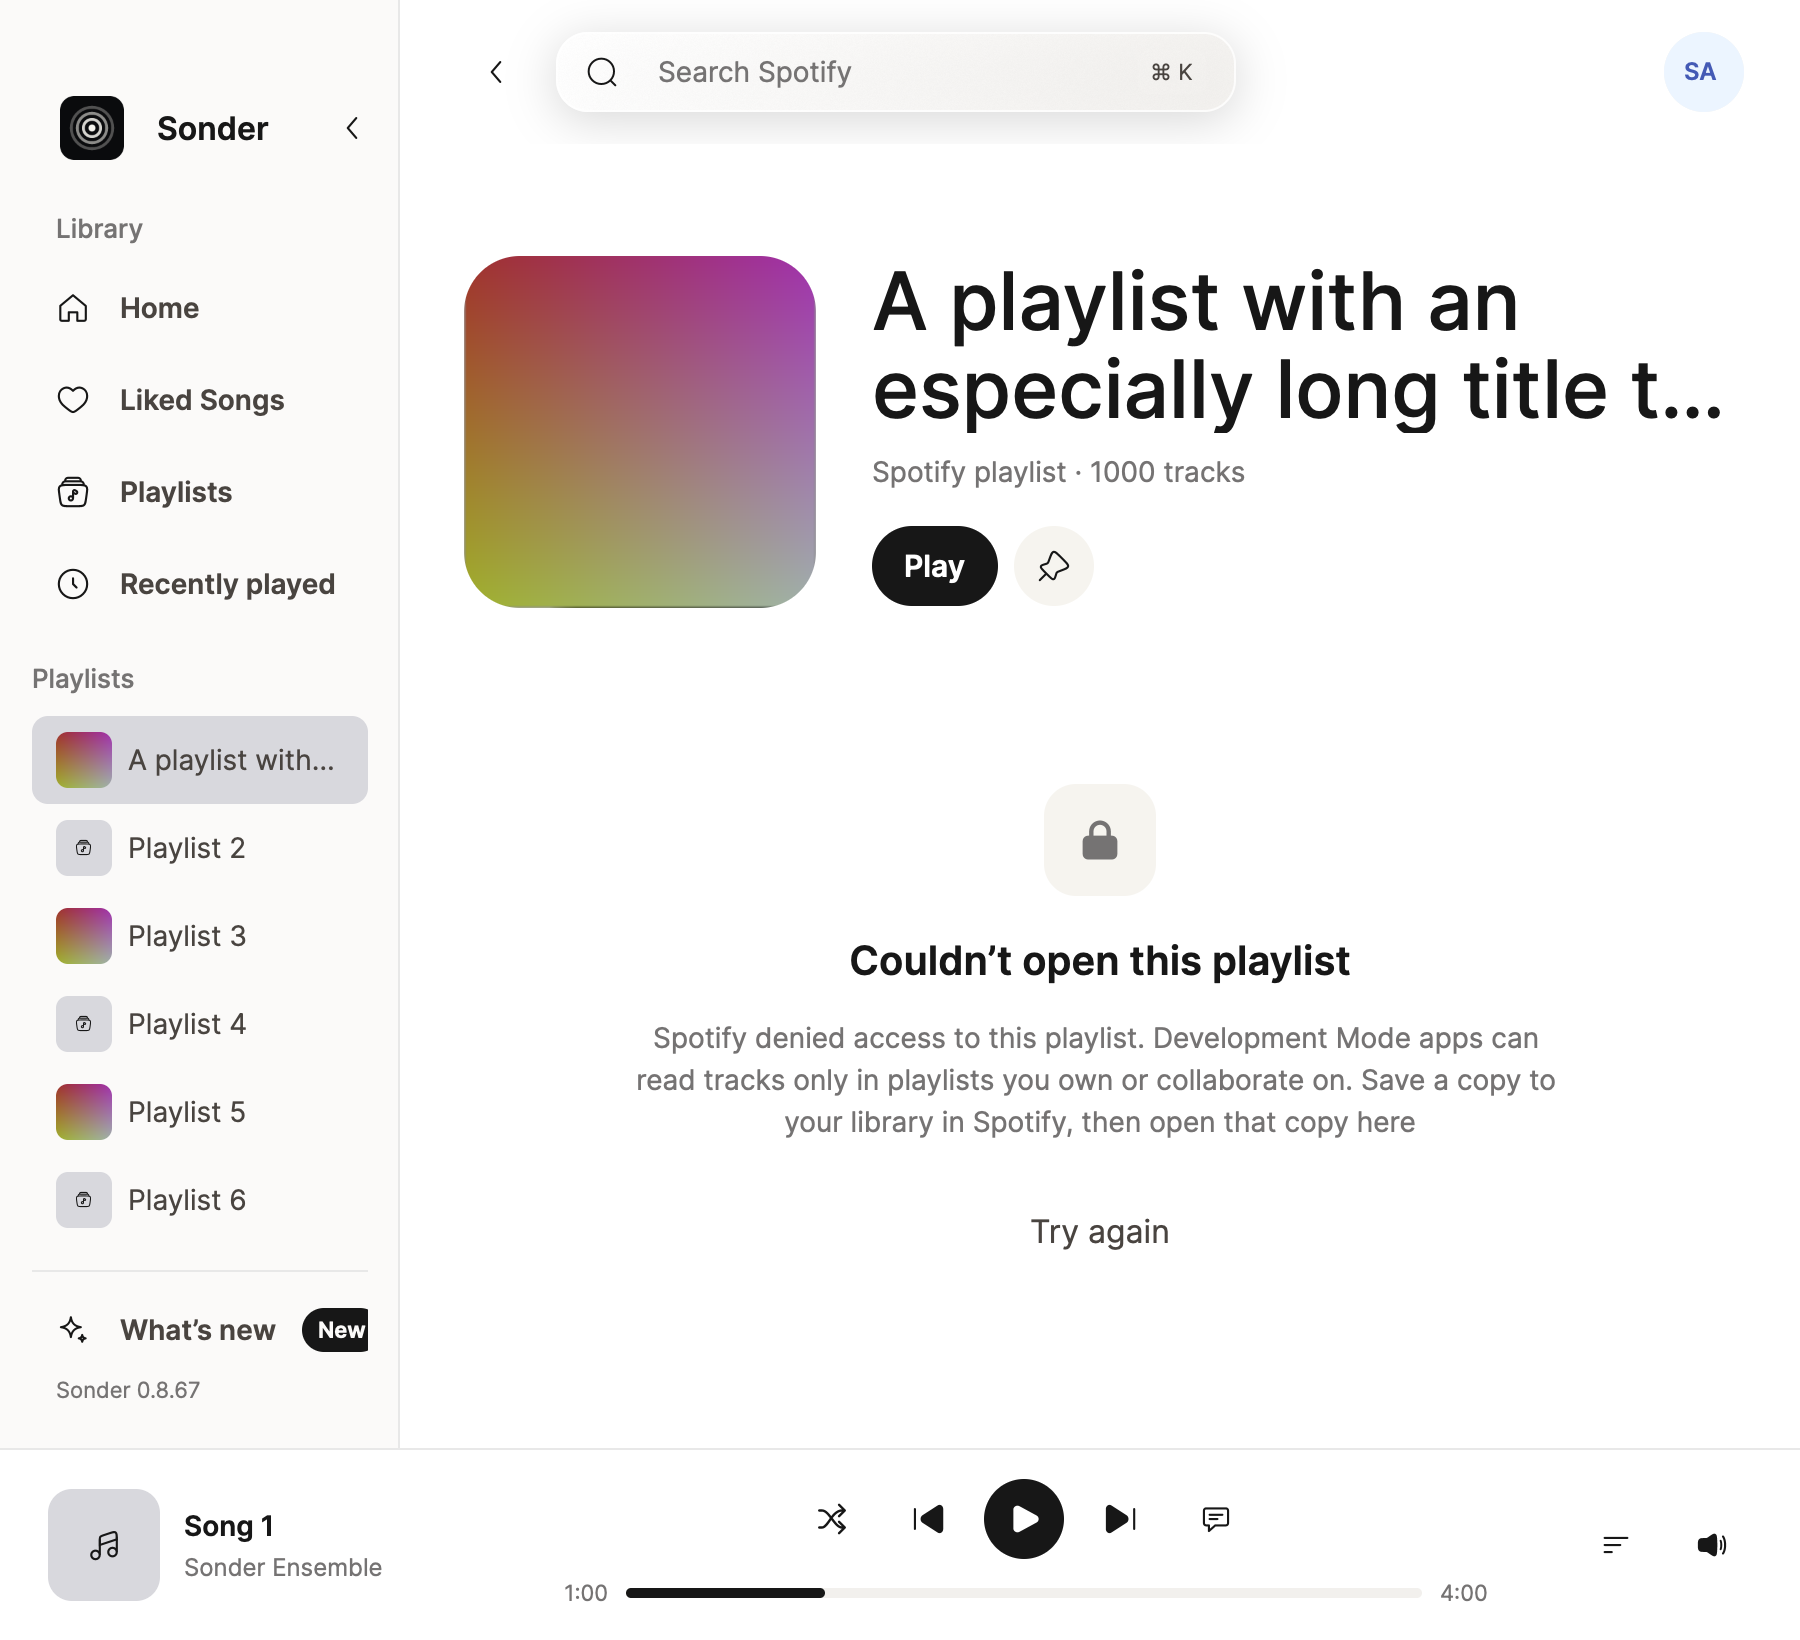 Search Spotify
⌘ K
SA
Sonder
Library
Home
Liked Songs
Playlists
Recently played
Playlists
A playlist with...
Playlist 2
Playlist 3
Playlist 4
Playlist 5
Playlist 6
What’s new
New
Sonder 0.8.67
A playlist with an
especially long title t...
Spotify playlist · 1000 tracks
Play
Couldn’t open this playlist
Spotify denied access to this playlist. Development Mode apps can
read tracks only in playlists you own or collaborate on. Save a copy to
your library in Spotify, then open that copy here
Try again
Song 1
Sonder Ensemble
1:00
4:00